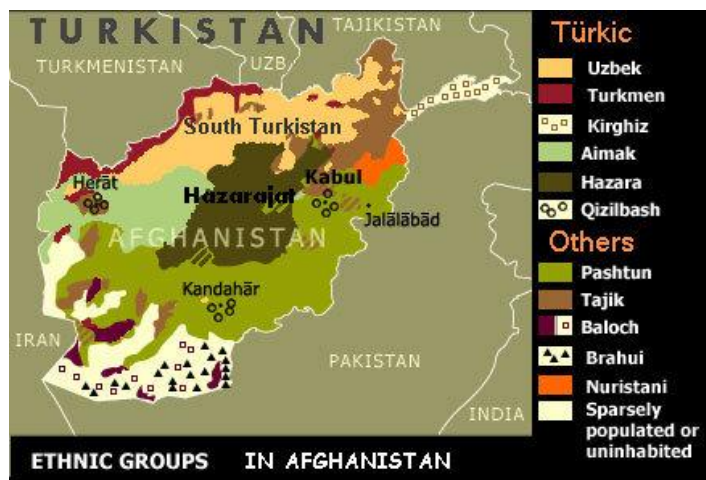 TURKISTAN
TAJIKISTAN
TURKMENISTAN
UZB
South Turkistan
Herāt
Hazarajat
Kabul
Jalālābād
AFGHANISTAN
Kandahār
IRAN
PAKISTAN
INDIA
ETHNIC GROUPS IN AFGHANISTAN
Türkic
Uzbek
Turkmen
Kirghiz
Aimak
Hazara
Qizilbash
Others
Pashtun
Tajik
Baloch
Brahui
Nuristani
Sparsely
populated or
uninhabited